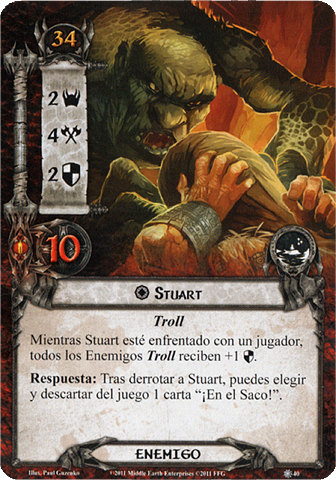 34
2
4
2
10
Stuart
Troll
Mientras Stuart esté enfrentado con un jugador,
todos los Enemigos Troll reciben +1
Respuesta: Tras derrotar a Stuart, puedes elegir
y descartar del juego 1 carta “¡En el Saco!”.
ENEMIGO
Illus. Paul Guzenko
©2011 Middle Earth Enterprises ©2011 FFG
40